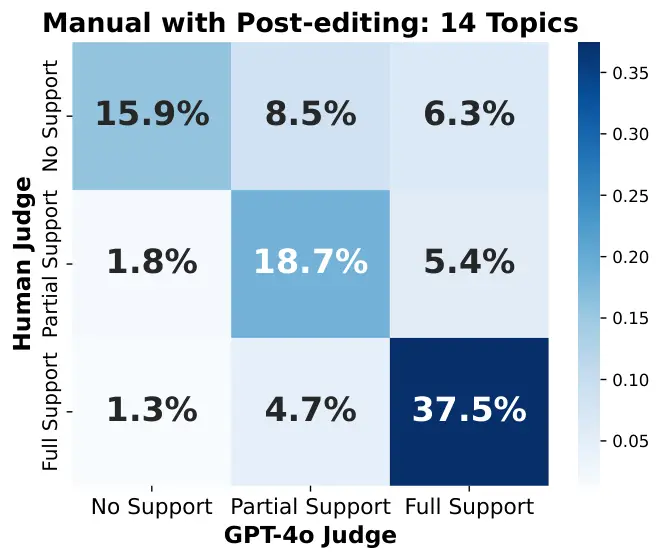 Manual with Post-editing: 14 Topics
Human Judge
No Support
15.9% 8.5% 6.3%
Partial Support
1.8% 18.7% 5.4%
Full Support
1.3% 4.7% 37.5%
No Support Partial Support Full Support
GPT-4o Judge
0.35
0.30
0.25
0.20
0.15
0.10
0.05